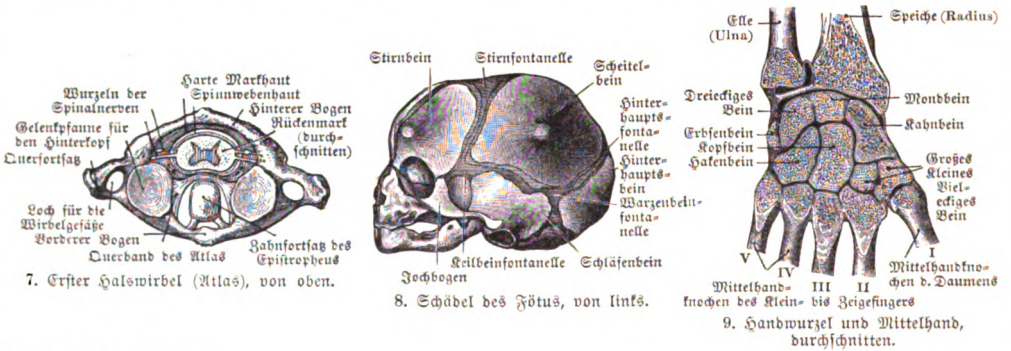 Harte Markhaut
Wurzeln der
Spinalnerven
Spinnwebenhaut
Hinterer Bogen
Rückenmark
(durch=
schnitten)
Gelenkpfanne für
den Hinterkopf
Querfortsatz
Loch für die
Wirbelgefäße
Vorderer Bogen
Querband des Atlas
Zahnfortsatz des
Epistropheus
7. Erster Halswirbel (Atlas), von oben.
Stirnbein
Stirnfontanelle
Scheitel=
bein
Hinter=
haupts=
fonta=
nelle
Hinter=
haupts=
bein
Warzenbein=
fonta=
nelle
Keilbeinfontanelle
Schläfenbein
Jochbogen
8. Schädel des Fötus, von links.
Elle
(Ulna)
Speiche (Radius)
Dreieckiges
Bein
Erbsenbein
Kopfbein
Hakenbein
Mondbein
Kahnbein
Großes
Kleines
Viel=
eckiges
Bein
V
IV
III
II
I
Mittelhand=
knochen des Klein= bis Zeigefingers
Mittelhandkno=
chen d. Daumens
9. Handwurzel und Mittelhand,
durchschnitten.